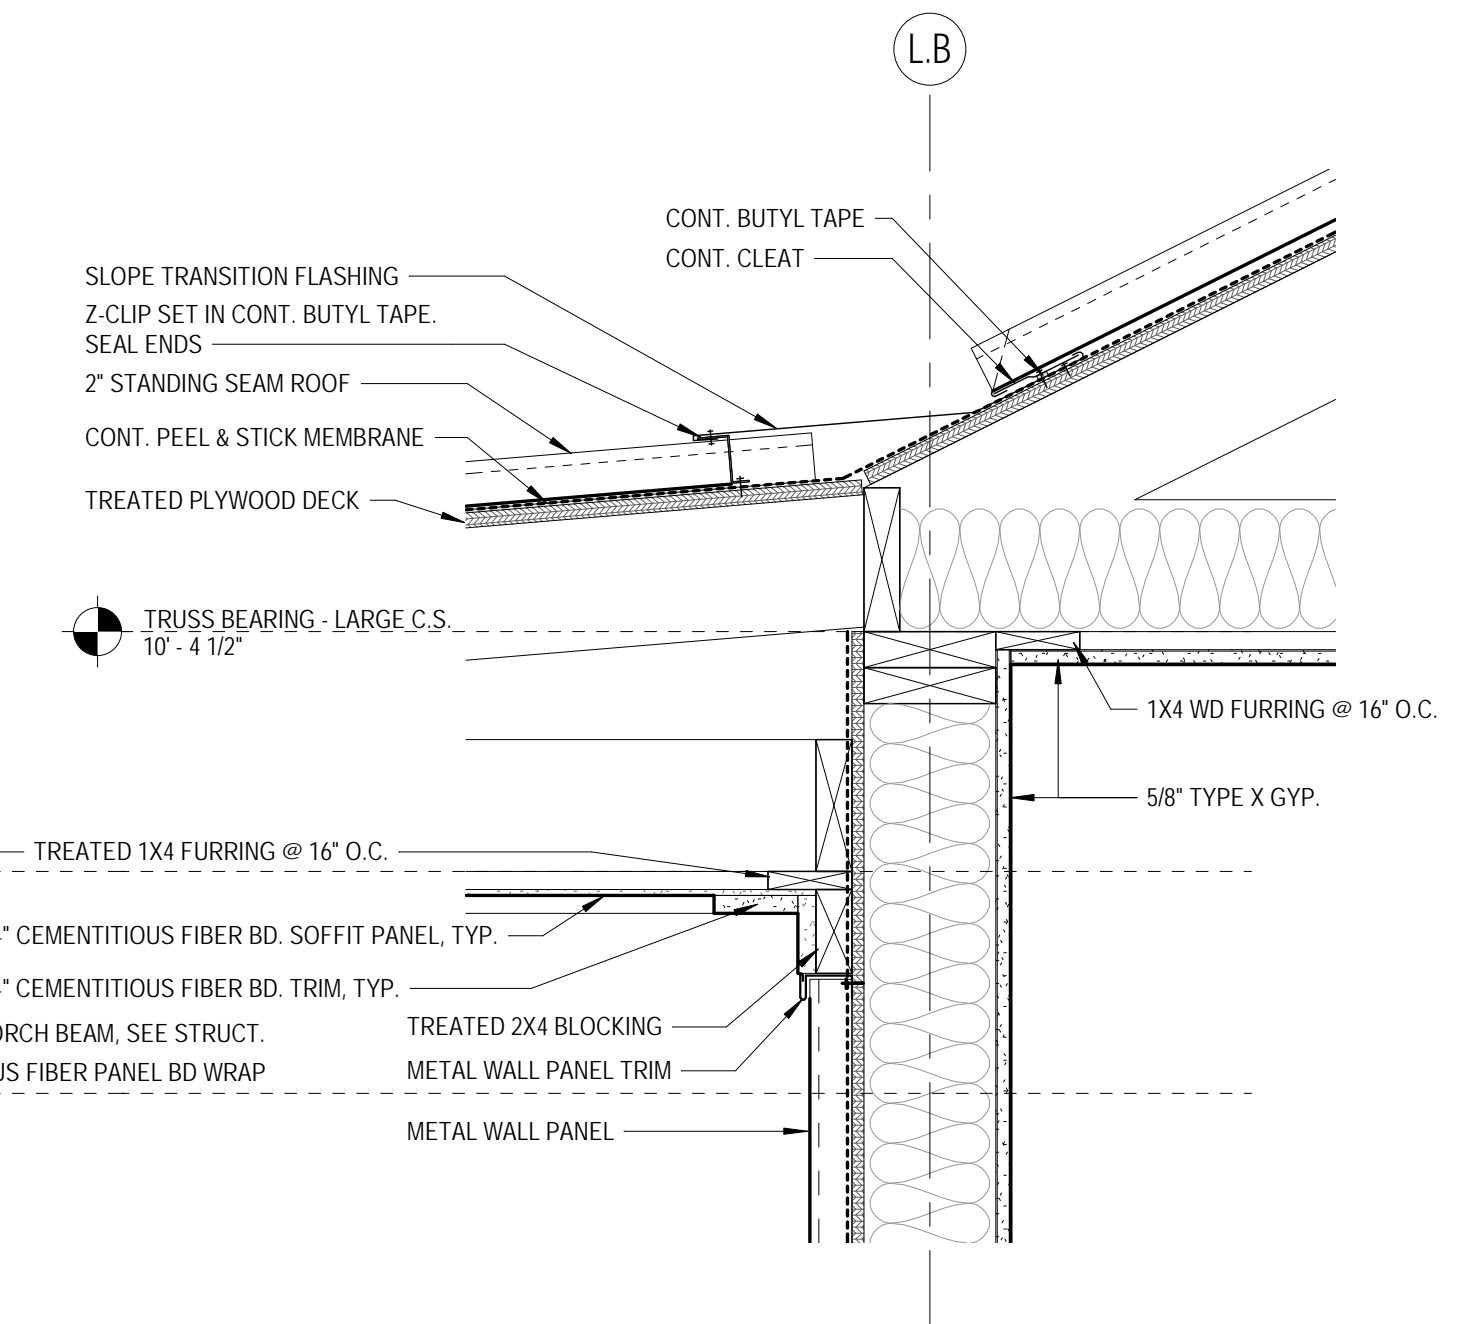 L.B
CONT. BUTYL TAPE
CONT. CLEAT
SLOPE TRANSITION FLASHING
Z-CLIP SET IN CONT. BUTYL TAPE.
SEAL ENDS
2" STANDING SEAM ROOF
CONT. PEEL & STICK MEMBRANE
TREATED PLYWOOD DECK
TRUSS BEARING - LARGE C.S.
10' - 4 1/2"
1X4 WD FURRING @ 16" O.C.
5/8" TYPE X GYP.
TREATED 1X4 FURRING @ 16" O.C.
" CEMENTITIOUS FIBER BD. SOFFIT PANEL, TYP.
" CEMENTITIOUS FIBER BD. TRIM, TYP.
ORCH BEAM, SEE STRUCT.
TREATED 2X4 BLOCKING
US FIBER PANEL BD WRAP
METAL WALL PANEL TRIM
METAL WALL PANEL